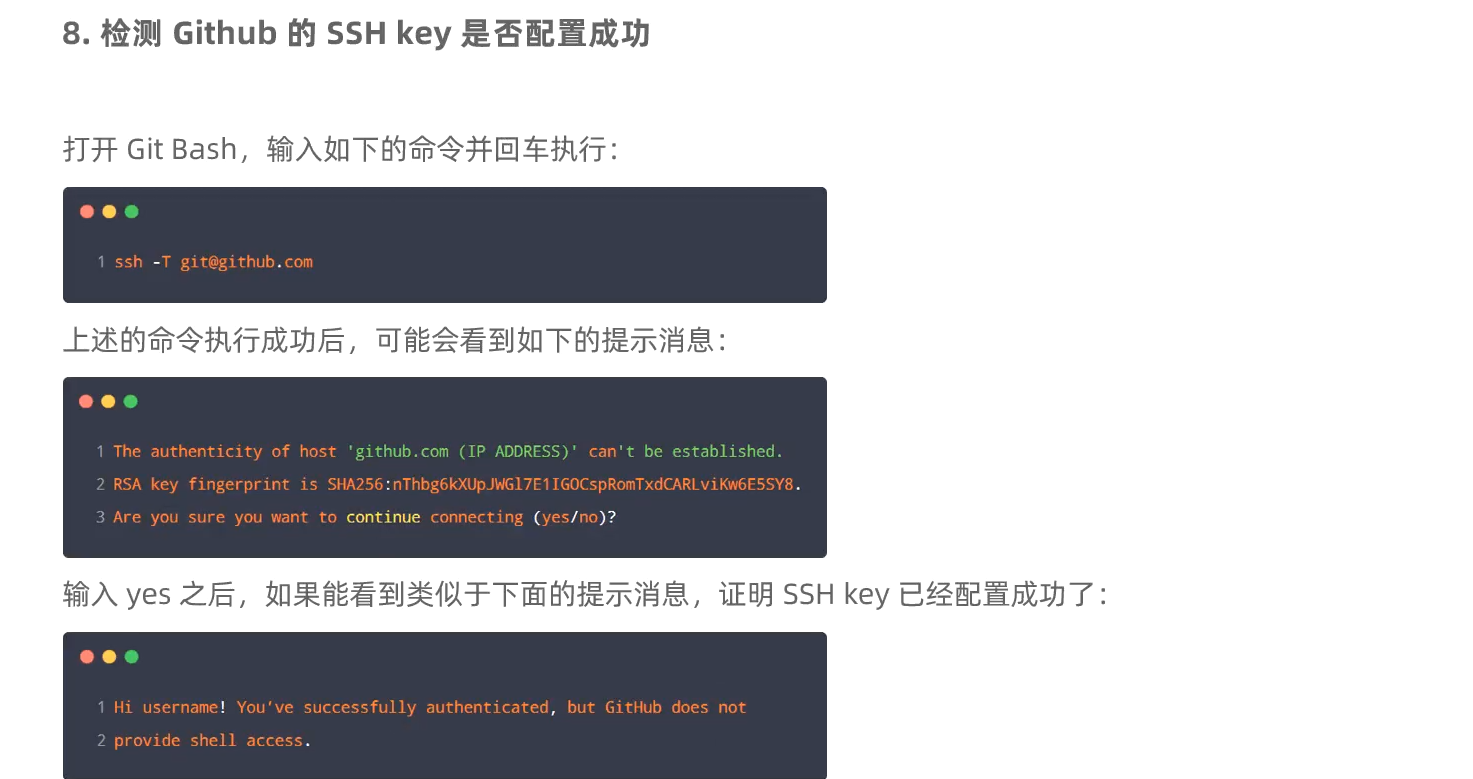 8. 检测 Github 的 SSH key 是否配置成功
打开 Git Bash，输入如下的命令并回车执行：
1 ssh -T git@github.com
上述的命令执行成功后，可能会看到如下的提示消息：
1 The authenticity of host 'github.com (IP ADDRESS)' can't be established.
2 RSA key fingerprint is SHA256:nThbg6kXUpJWGl7E1IGOCspRomTxdCARLviKw6E5SY8.
3 Are you sure you want to continue connecting (yes/no)?
输入 yes 之后，如果能看到类似于下面的提示消息，证明 SSH key 已经配置成功了：
1 Hi username! You‘ve successfully authenticated, but GitHub does not
2 provide shell access.